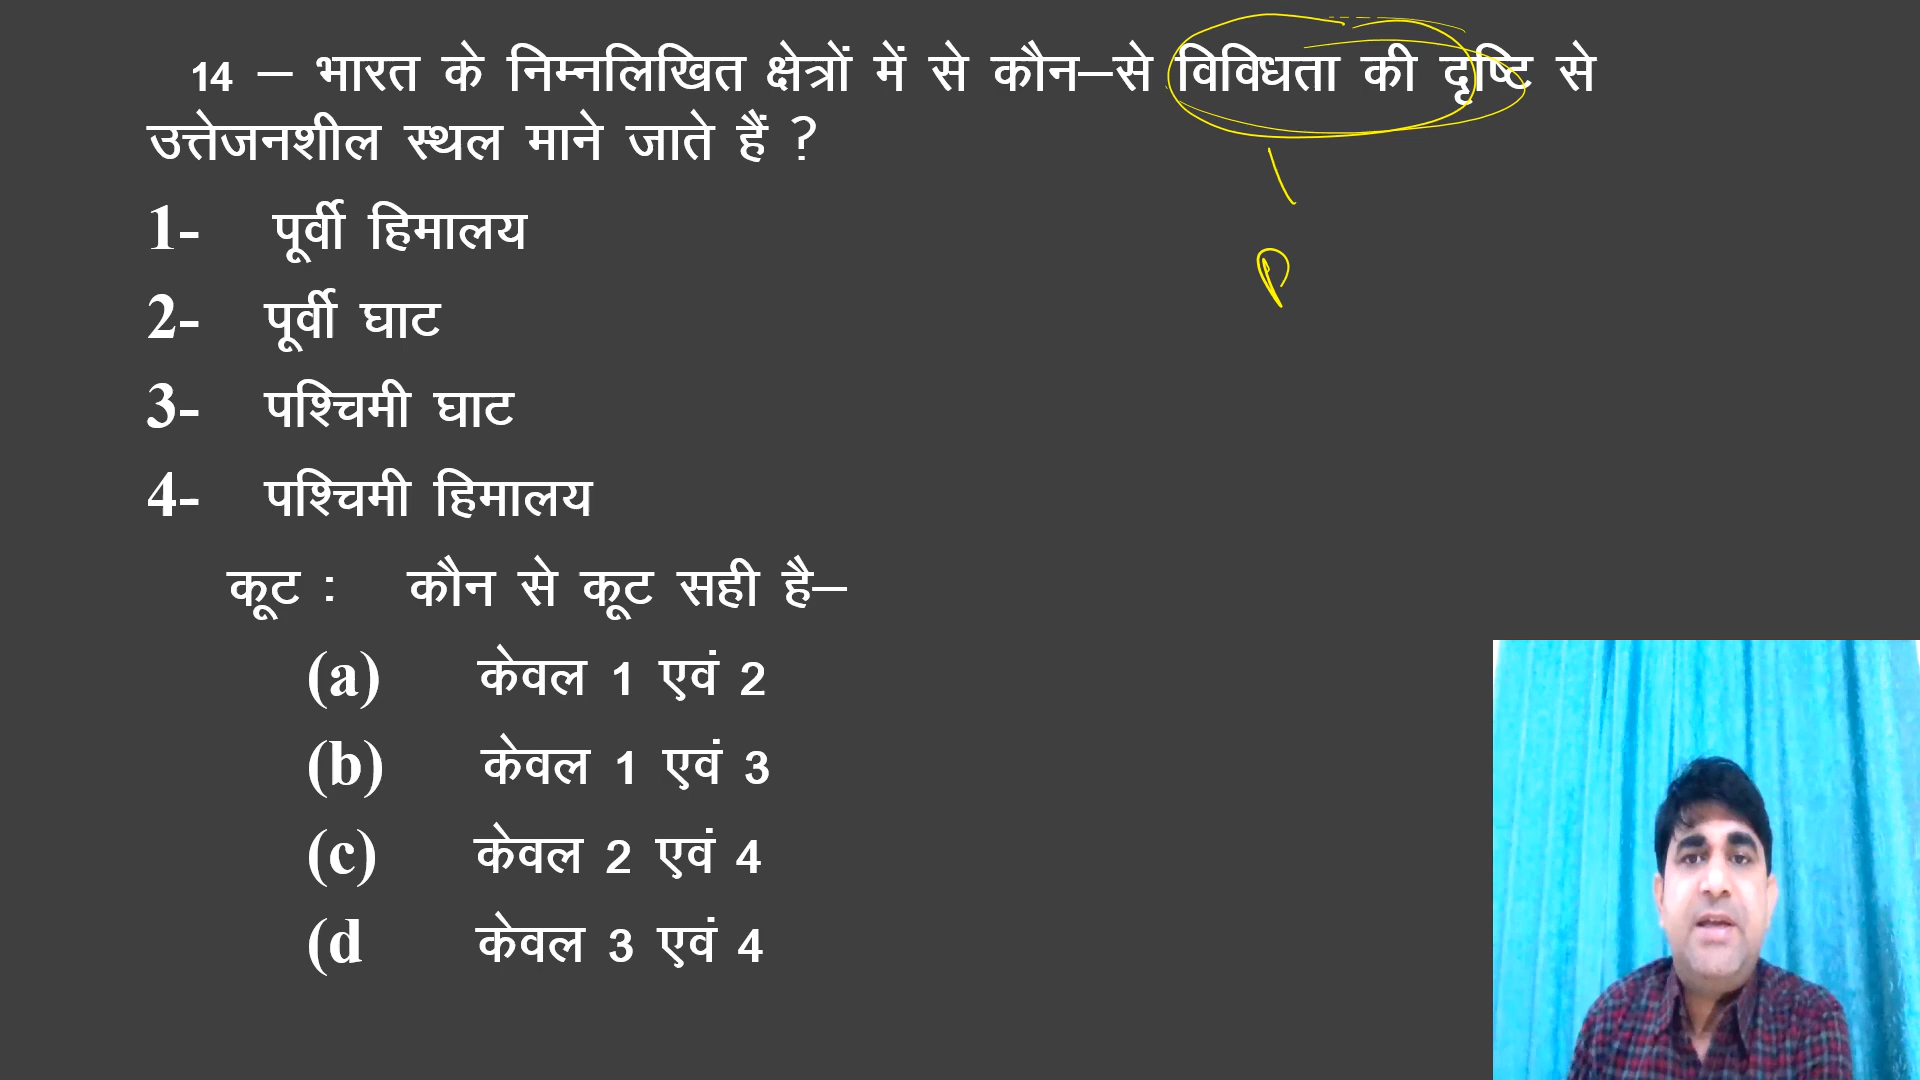 14 – भारत के निम्नलिखित क्षेत्रों में से कौन–से विविधता की दृष्टि से
उत्तेजनशील स्थल माने जाते हैं ?
1- पूर्वी हिमालय
2- पूर्वी घाट
3- पश्चिमी घाट
4- पश्चिमी हिमालय
कूट : कौन से कूट सही है–
(a) केवल 1 एवं 2
(b) केवल 1 एवं 3
(c) केवल 2 एवं 4
(d केवल 3 एवं 4